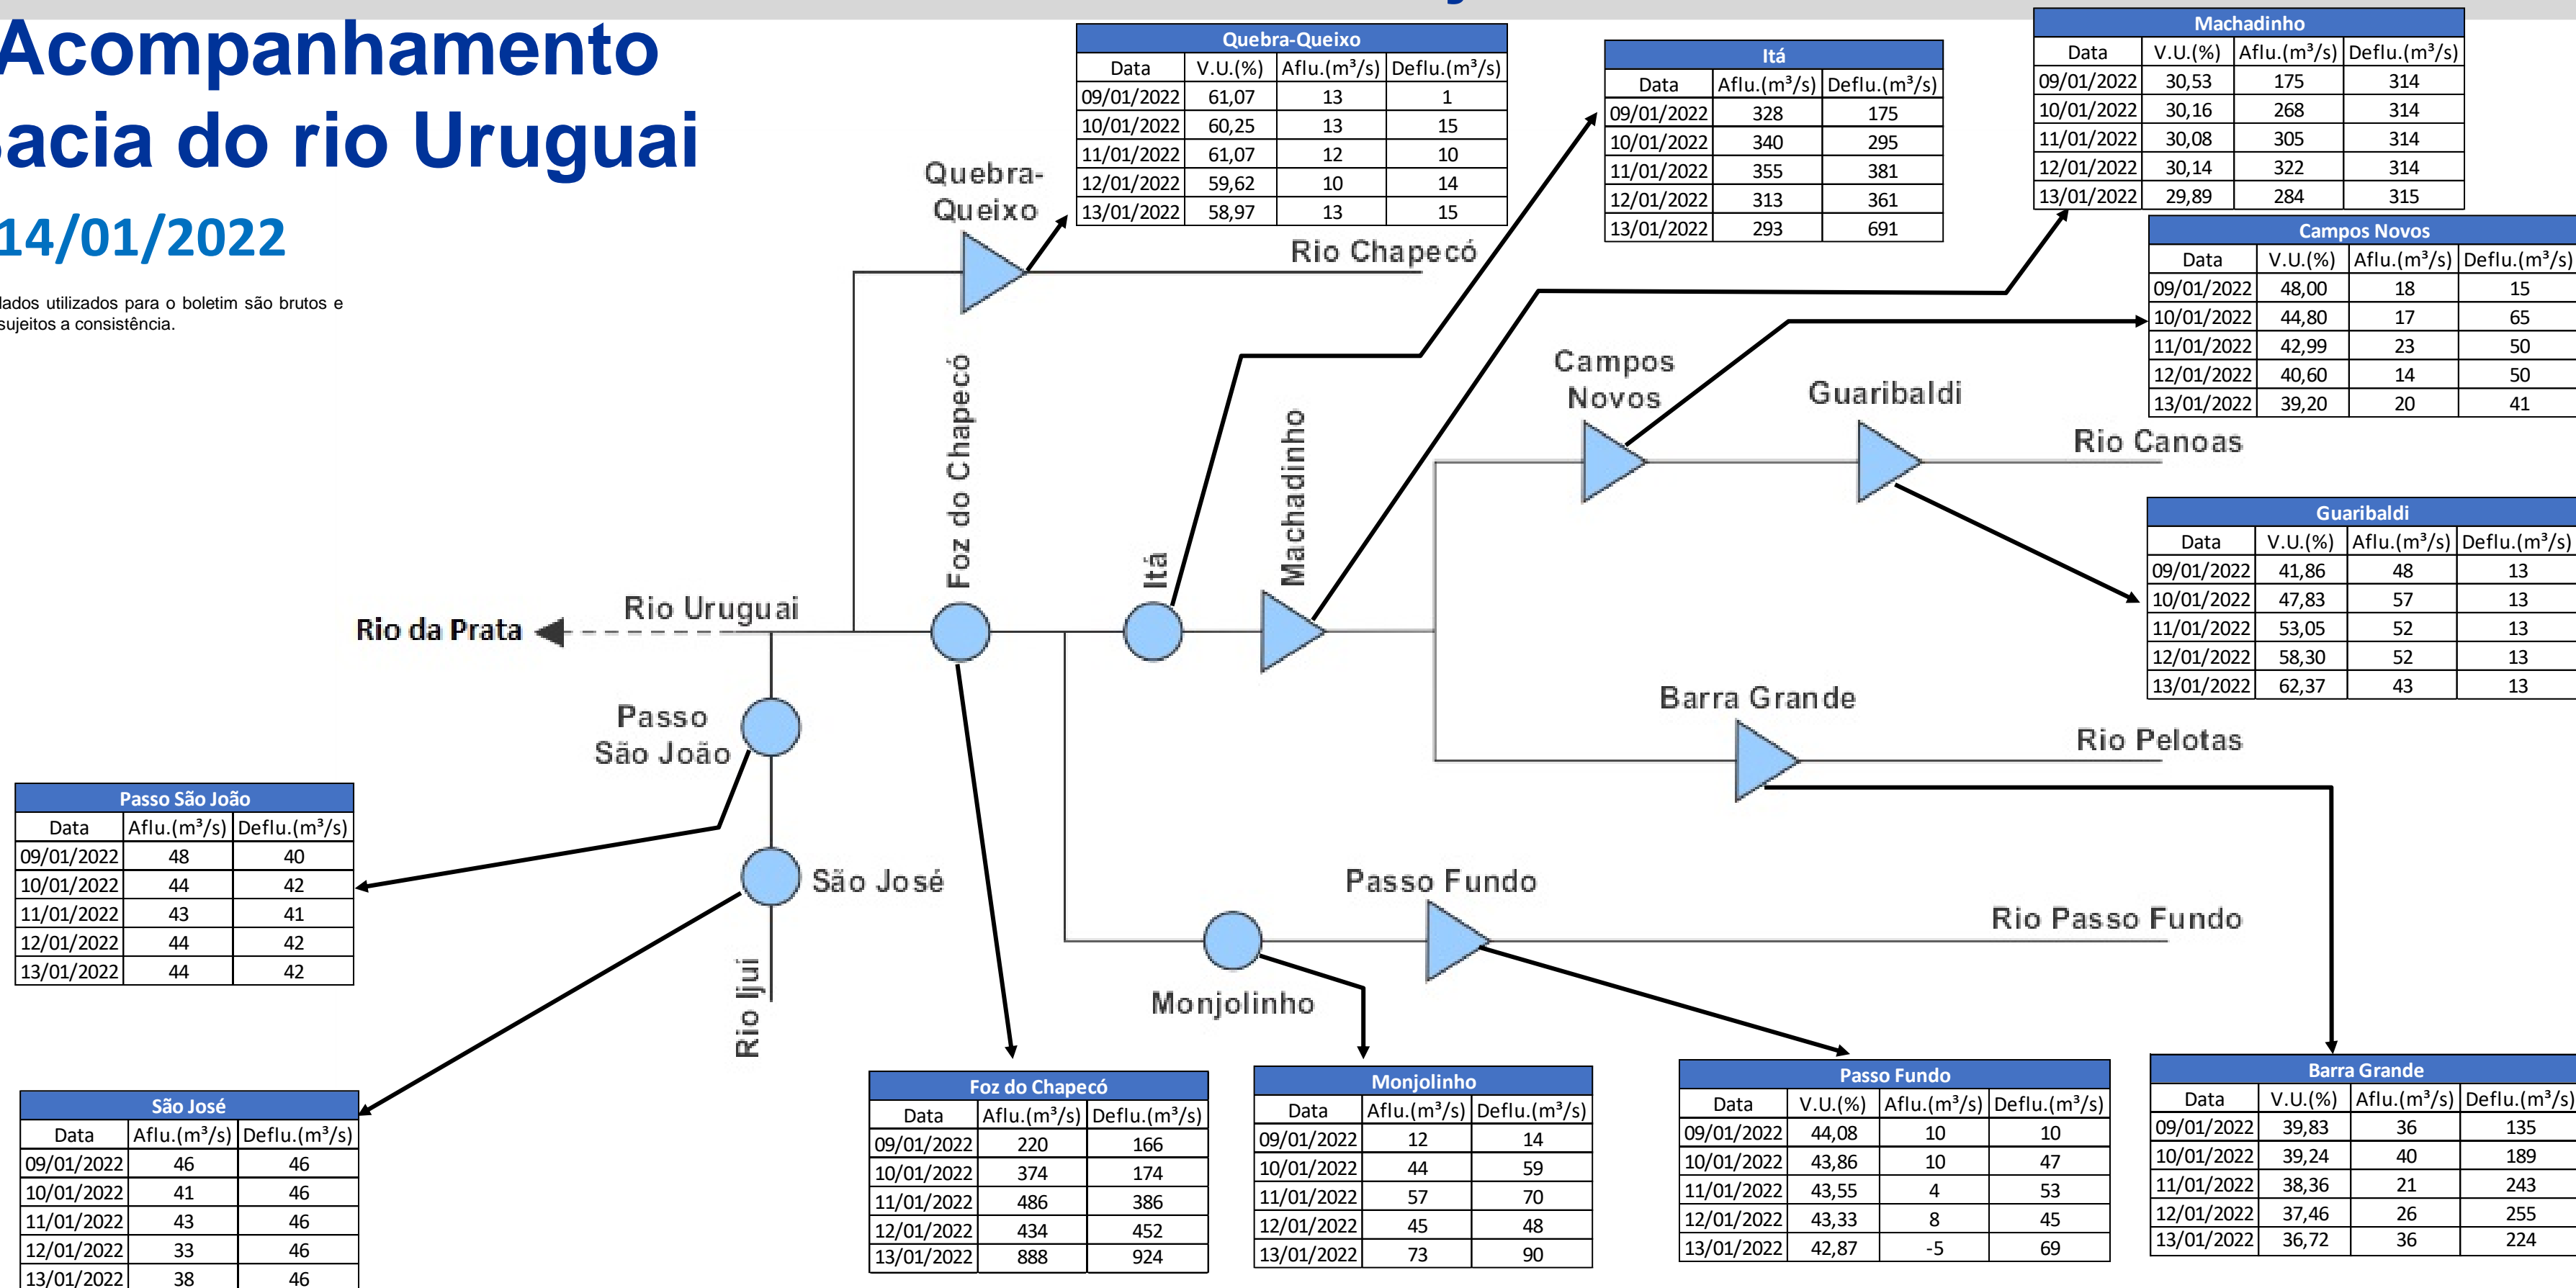 Acompanhamento
acia do rio Uruguai
14/01/2022
dados utilizados para o boletim são brutos e
sujeitos a consistência.
Quebra-Queixo
Data V.U.(%) Aflu.(m³/s) Deflu.(m³/s)
09/01/2022 61,07 13 1
10/01/2022 60,25 13 15
11/01/2022 61,07 12 10
12/01/2022 59,62 10 14
13/01/2022 58,97 13 15
Itá
Data Aflu.(m³/s) Deflu.(m³/s)
09/01/2022 328 175
10/01/2022 340 295
11/01/2022 355 381
12/01/2022 313 361
13/01/2022 293 691
Machadinho
Data V.U.(%) Aflu.(m³/s) Deflu.(m³/s)
09/01/2022 30,53 175 314
10/01/2022 30,16 268 314
11/01/2022 30,08 305 314
12/01/2022 30,14 322 314
13/01/2022 29,89 284 315
Campos Novos
Data V.U.(%) Aflu.(m³/s) Deflu.(m³/s)
09/01/2022 48,00 18 15
10/01/2022 44,80 17 65
11/01/2022 42,99 23 50
12/01/2022 40,60 14 50
13/01/2022 39,20 20 41
Quebra-
Queixo
Rio Chapecó
Foz do Chapecó
Itá
Machadinho
Campos
Novos
Guaribaldi
Rio Canoas
Guaribaldi
Data V.U.(%) Aflu.(m³/s) Deflu.(m³/s)
09/01/2022 41,86 48 13
10/01/2022 47,83 57 13
11/01/2022 53,05 52 13
12/01/2022 58,30 52 13
13/01/2022 62,37 43 13
Rio Uruguai
Rio da Prata
Barra Grande
Rio Pelotas
Passo
São João
São José
Rio Ijuí
Passo Fundo
Rio Passo Fundo
Monjolinho
Passo São João
Data Aflu.(m³/s) Deflu.(m³/s)
09/01/2022 48 40
10/01/2022 44 42
11/01/2022 43 41
12/01/2022 44 42
13/01/2022 44 42
São José
Data Aflu.(m³/s) Deflu.(m³/s)
09/01/2022 46 46
10/01/2022 41 46
11/01/2022 43 46
12/01/2022 33 46
13/01/2022 38 46
Foz do Chapecó
Data Aflu.(m³/s) Deflu.(m³/s)
09/01/2022 220 166
10/01/2022 374 174
11/01/2022 486 386
12/01/2022 434 452
13/01/2022 888 924
Monjolinho
Data Aflu.(m³/s) Deflu.(m³/s)
09/01/2022 12 14
10/01/2022 44 59
11/01/2022 57 70
12/01/2022 45 48
13/01/2022 73 90
Passo Fundo
Data V.U.(%) Aflu.(m³/s) Deflu.(m³/s)
09/01/2022 44,08 10 10
10/01/2022 43,86 10 47
11/01/2022 43,55 4 53
12/01/2022 43,33 8 45
13/01/2022 42,87 -5 69
Barra Grande
Data V.U.(%) Aflu.(m³/s) Deflu.(m³/s)
09/01/2022 39,83 36 135
10/01/2022 39,24 40 189
11/01/2022 38,36 21 243
12/01/2022 37,46 26 255
13/01/2022 36,72 36 224